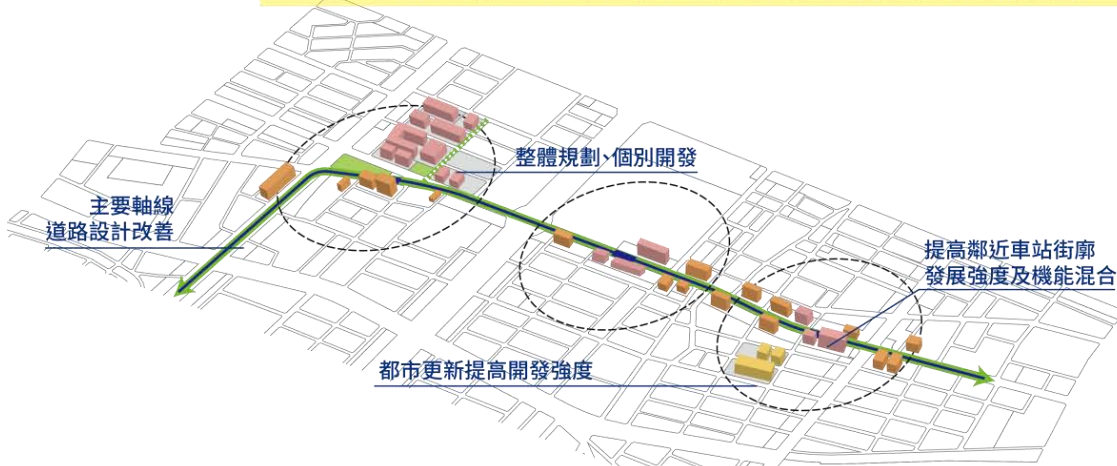 整體規劃、個別開發
主要軸線
道路設計改善
提高鄰近車站街廓
發展強度及機能混合
都市更新提高開發強度